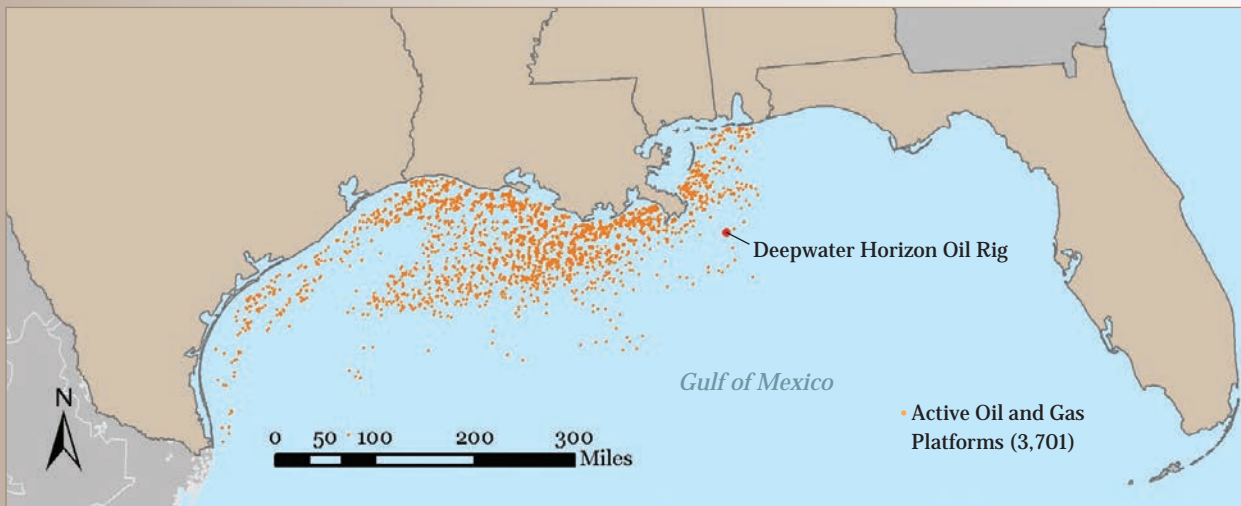 Deepwater Horizon Oil Rig
Gulf of Mexico
N
Active Oil and Gas
Platforms (3,701)
0 50 100 200 300
Miles